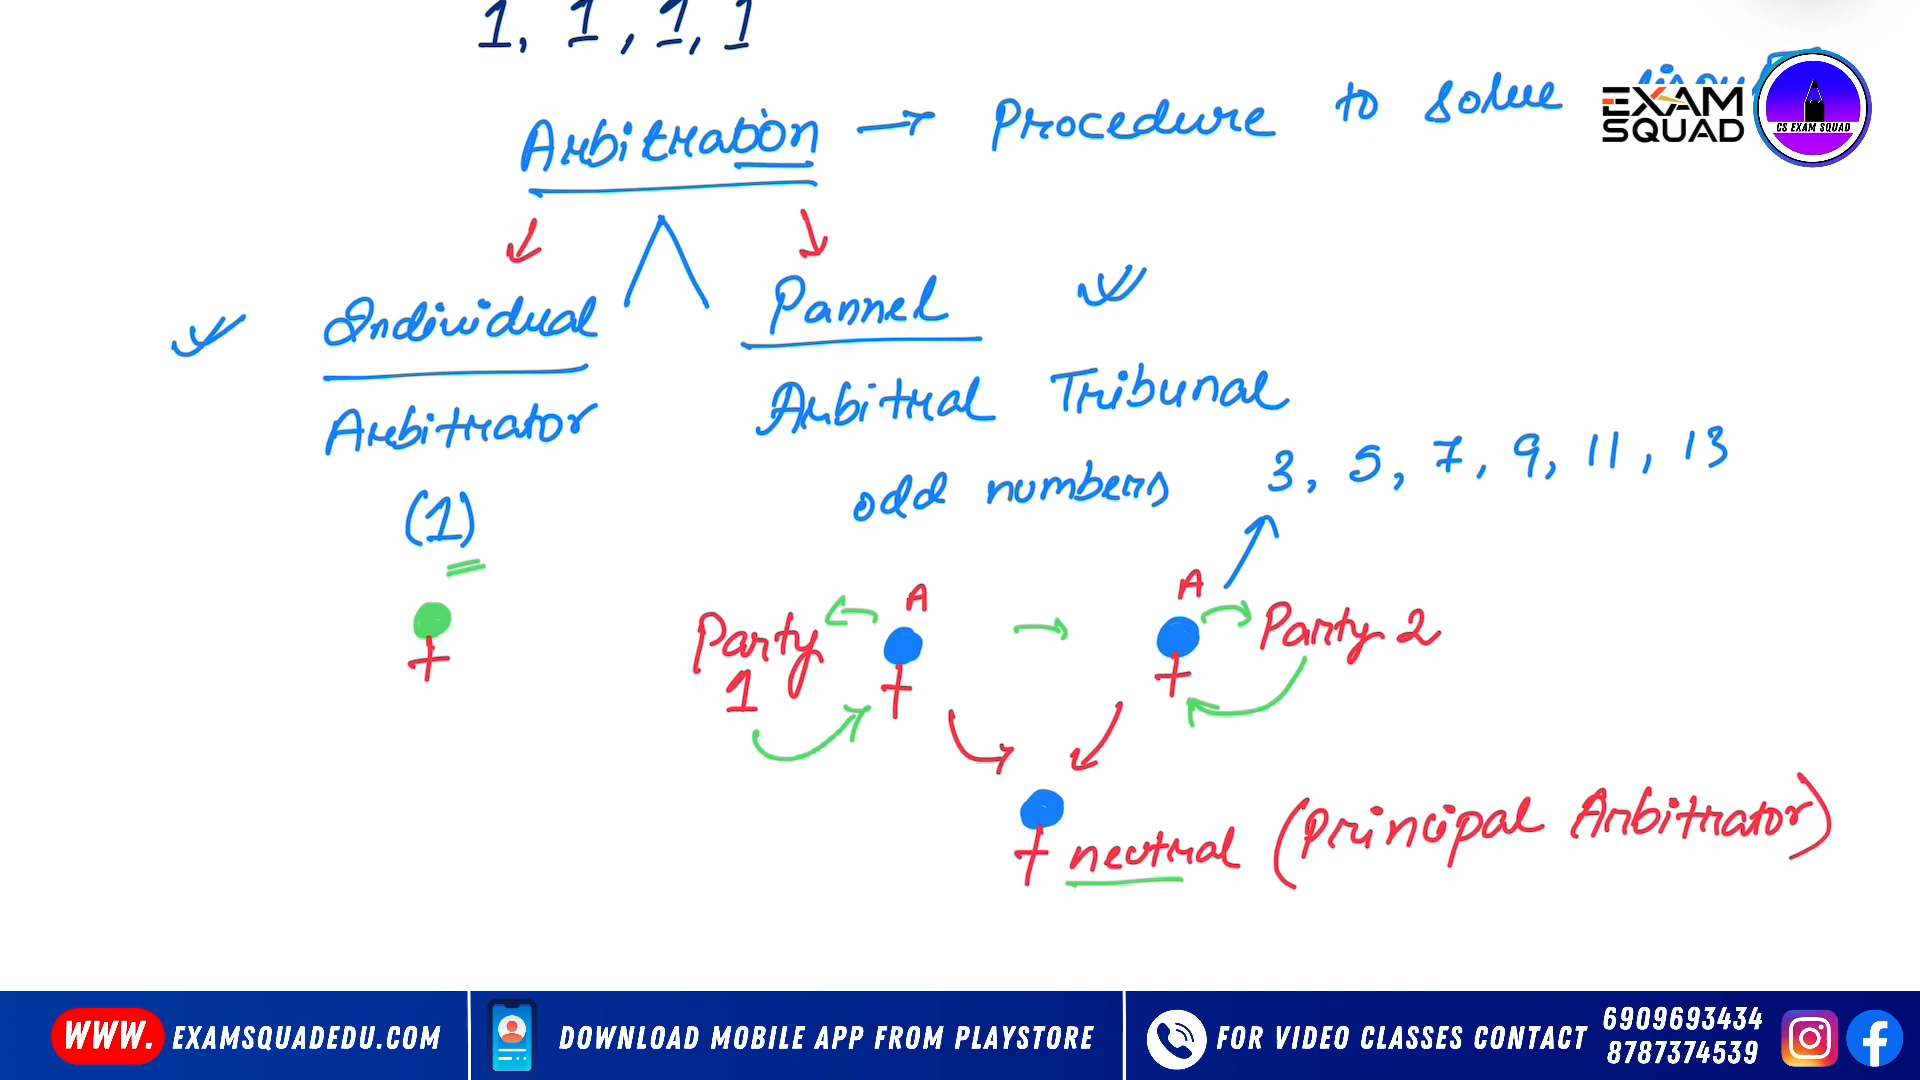 1, 1, 1, 1
Arbitration → Procedure to solve
EXAM
SQUAD
CS EXAM SQUAD
Individual
Pannel
Arbitrator
Arbitral Tribunal
(1)
odd numbers 3, 5, 7, 9, 11, 13
A
A
Party
1
Party 2
neutral (Principal Arbitrator)
WWW. EXAMSQUADEDU.COM
DOWNLOAD MOBILE APP FROM PLAYSTORE
FOR VIDEO CLASSES CONTACT
6909693434
8787374539